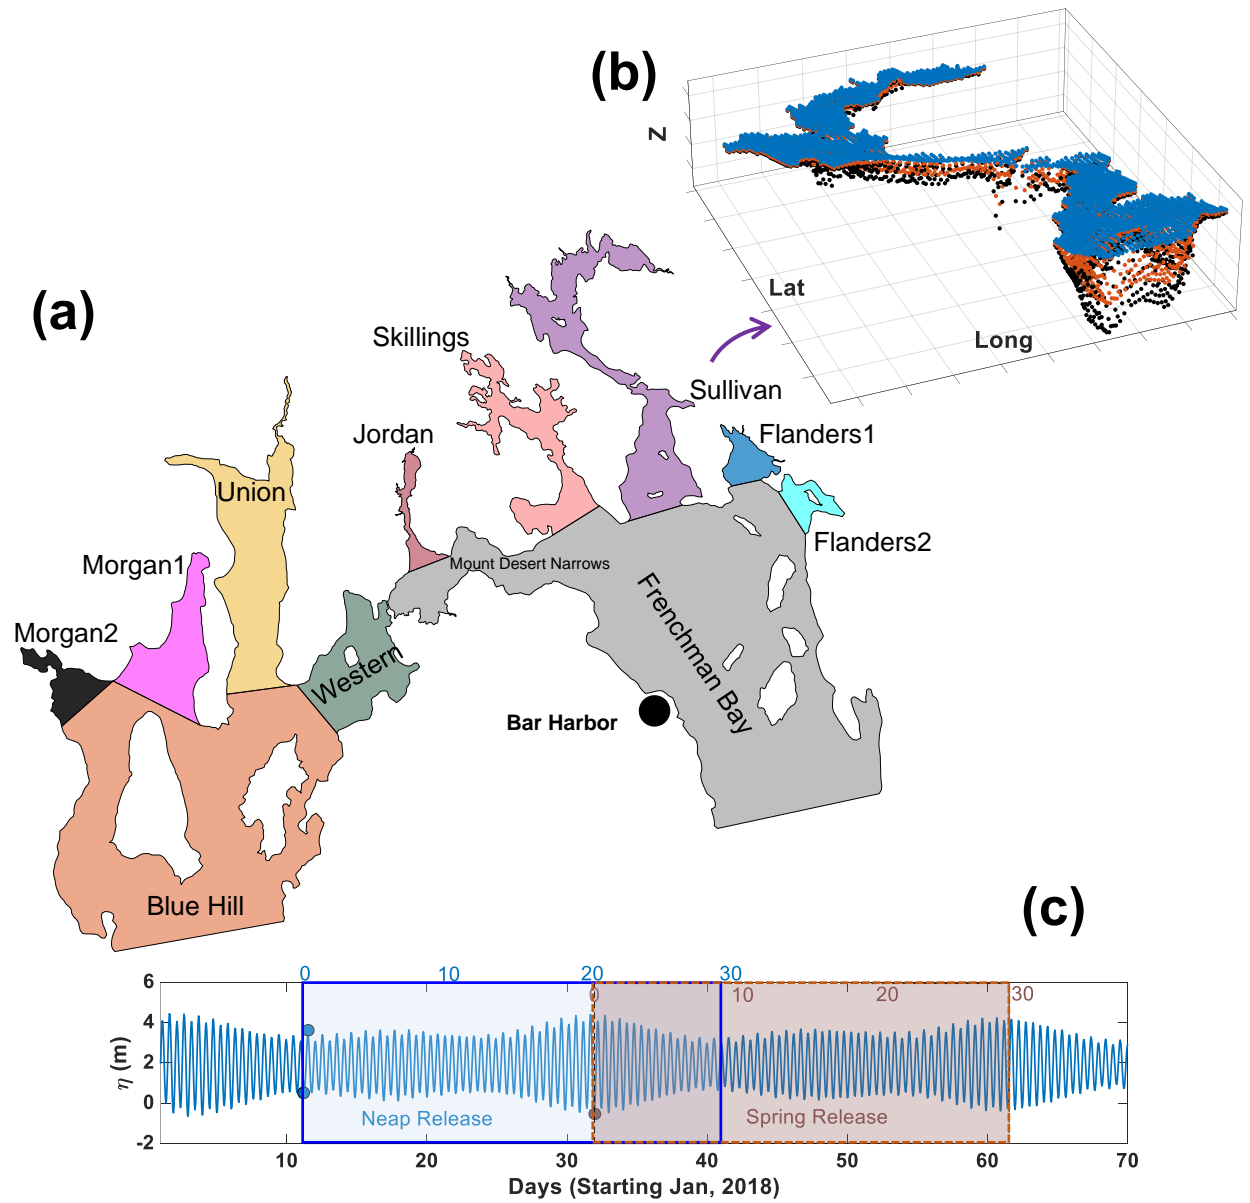 (b)
Z
Lat
Long
(a)
Skillings
Sullivan
Jordan
Flanders1
Union
Flanders2
Morgan1
Mount Desert Narrows
Morgan2
Western
Frenchman Bay
Bar Harbor
Blue Hill
(c)
0 10 20 30
0 10 20 30
6
4
2
0
-2
η (m)
Neap Release
Spring Release
10 20 30 40 50 60 70
Days (Starting Jan, 2018)